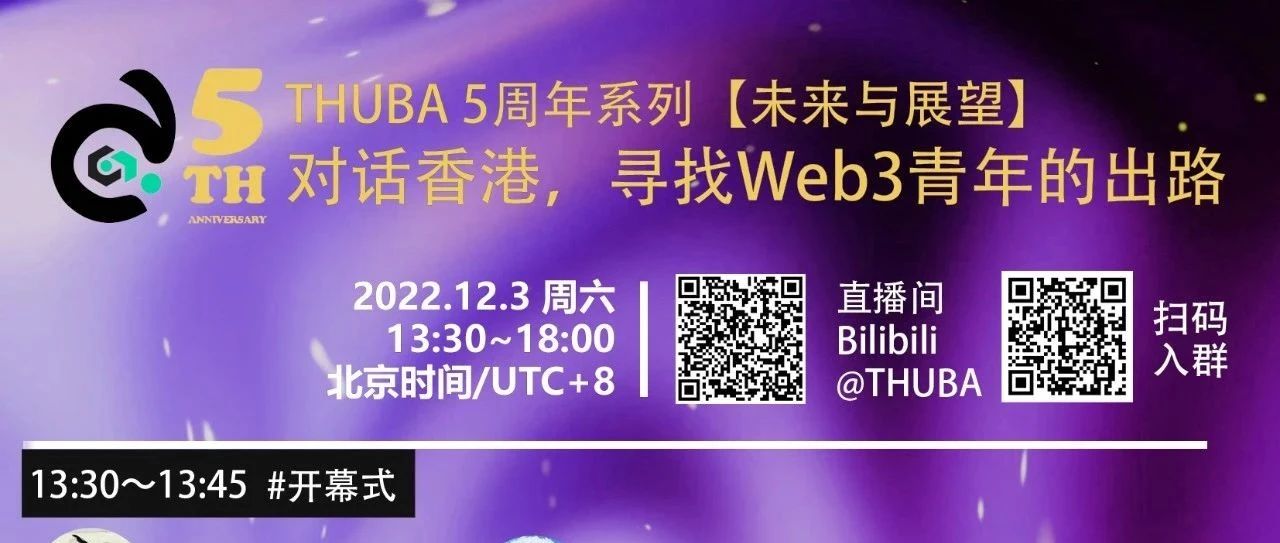 5
TH
ANNIVERSARY
THUBA 5周年系列【未来与展望】
对话香港，寻找Web3青年的出路
2022.12.3 周六
13:30~18:00
北京时间/UTC+8
直播间
Bilibili
@THUBA
扫码
入群
13:30～13:45 #开幕式